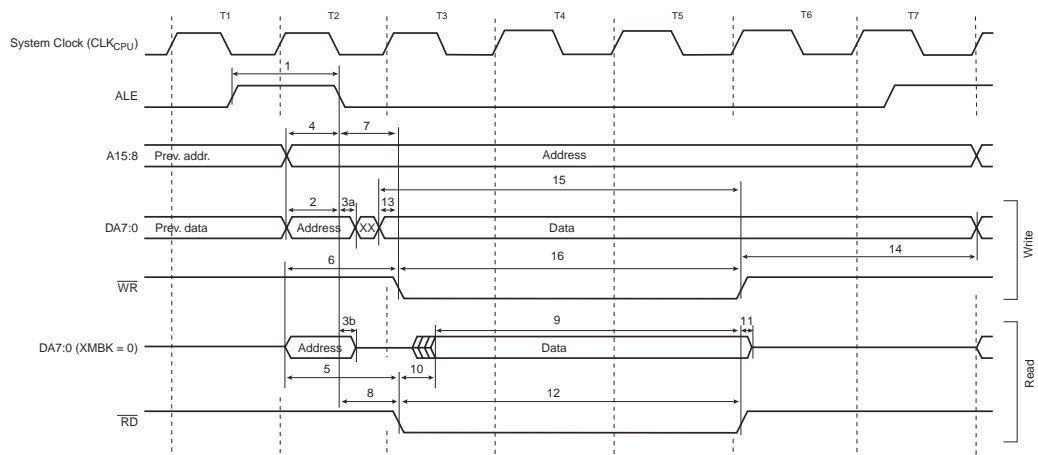 T1 T2 T3 T4 T5 T6 T7
System Clock (CLKCPU)
1
ALE
4 7
A15:8 Prev. addr. Address
15
2 3a 13
DA7:0 Prev. data Address XX Data
14
6 16
WR
Write
3b 9 11
DA7:0 (XMBK = 0) Address Data
5 10
8 12
RD
Read